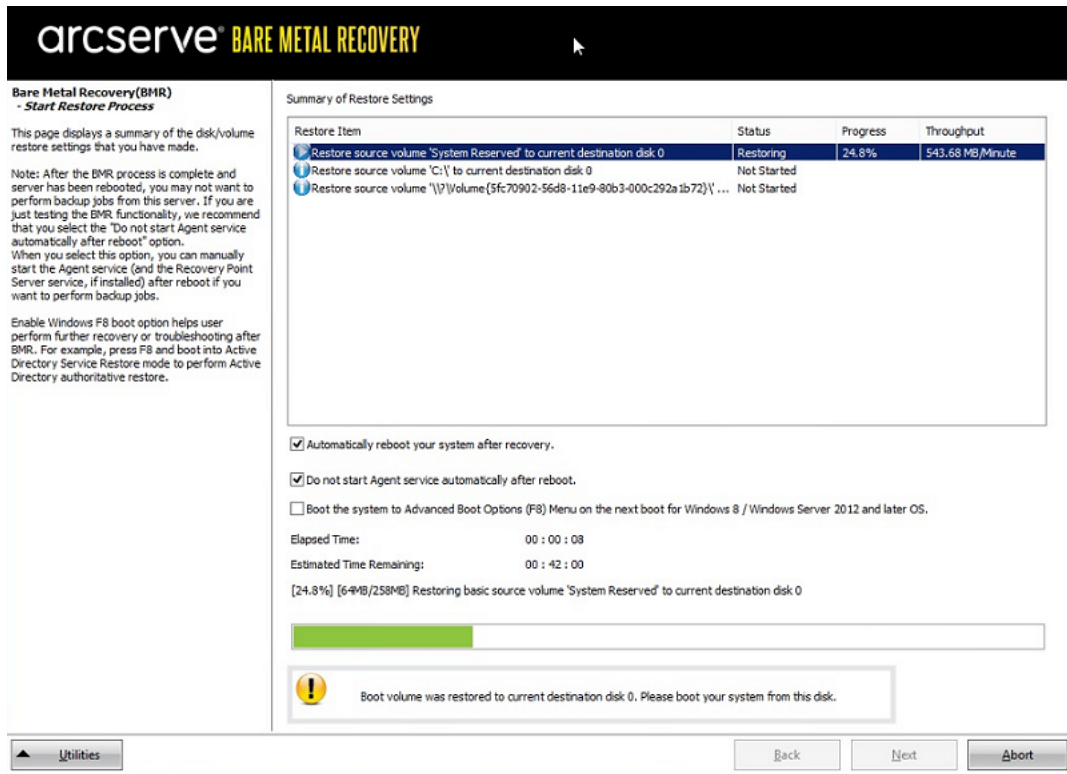 arcserve® BARE METAL RECOVERY
Bare Metal Recovery(BMR)
- Start Restore Process
This page displays a summary of the disk/volume
restore settings that you have made.
Note: After the BMR process is complete and
server has been rebooted, you may not want to
perform backup jobs from this server. If you are
just testing the BMR functionality, we recommend
that you select the "Do not start Agent service
automatically after reboot" option.
When you select this option, you can manually
start the Agent service (and the Recovery Point
Server service, if installed) after reboot if you
want to perform backup jobs.
Enable Windows F8 boot option helps user
perform further recovery or troubleshooting after
BMR. For example, press F8 and boot into Active
Directory Service Restore mode to perform Active
Directory authoritative restore.
Summary of Restore Settings
Restore Item Status Progress Throughput
Restore source volume 'System Reserved' to current destination disk 0 Restoring 24.8% 543.68 MB/Minute
Restore source volume 'C:\' to current destination disk 0 Not Started
Restore source volume '\\?\Volume{5fc70902-56d8-11e9-80b3-000c292a1b72}\' ... Not Started
Automatically reboot your system after recovery.
Do not start Agent service automatically after reboot.
Boot the system to Advanced Boot Options (F8) Menu on the next boot for Windows 8 / Windows Server 2012 and later OS.
Elapsed Time: 00 : 00 : 08
Estimated Time Remaining: 00 : 42 : 00
[24.8%] [64MB/258MB] Restoring basic source volume 'System Reserved' to current destination disk 0
Boot volume was restored to current destination disk 0. Please boot your system from this disk.
Utilities Back Next Abort